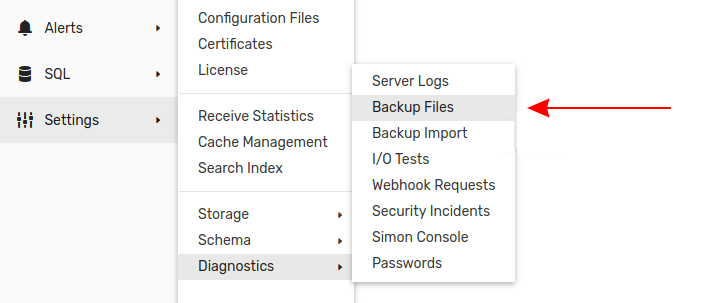 Alerts
SQL
Settings
Configuration Files
Certificates
License
Receive Statistics
Cache Management
Search Index
Storage
Schema
Diagnostics
Server Logs
Backup Files
Backup Import
I/O Tests
Webhook Requests
Security Incidents
Simon Console
Passwords